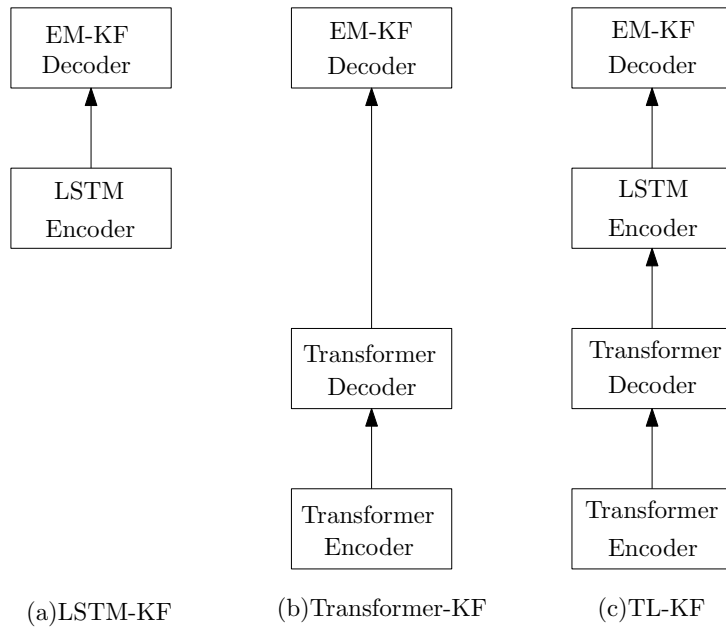 EM-KF
Decoder
LSTM
Encoder
(a)LSTM-KF
EM-KF
Decoder
Transformer
Decoder
Transformer
Encoder
(b)Transformer-KF
EM-KF
Decoder
LSTM
Encoder
Transformer
Decoder
Transformer
Encoder
(c)TL-KF